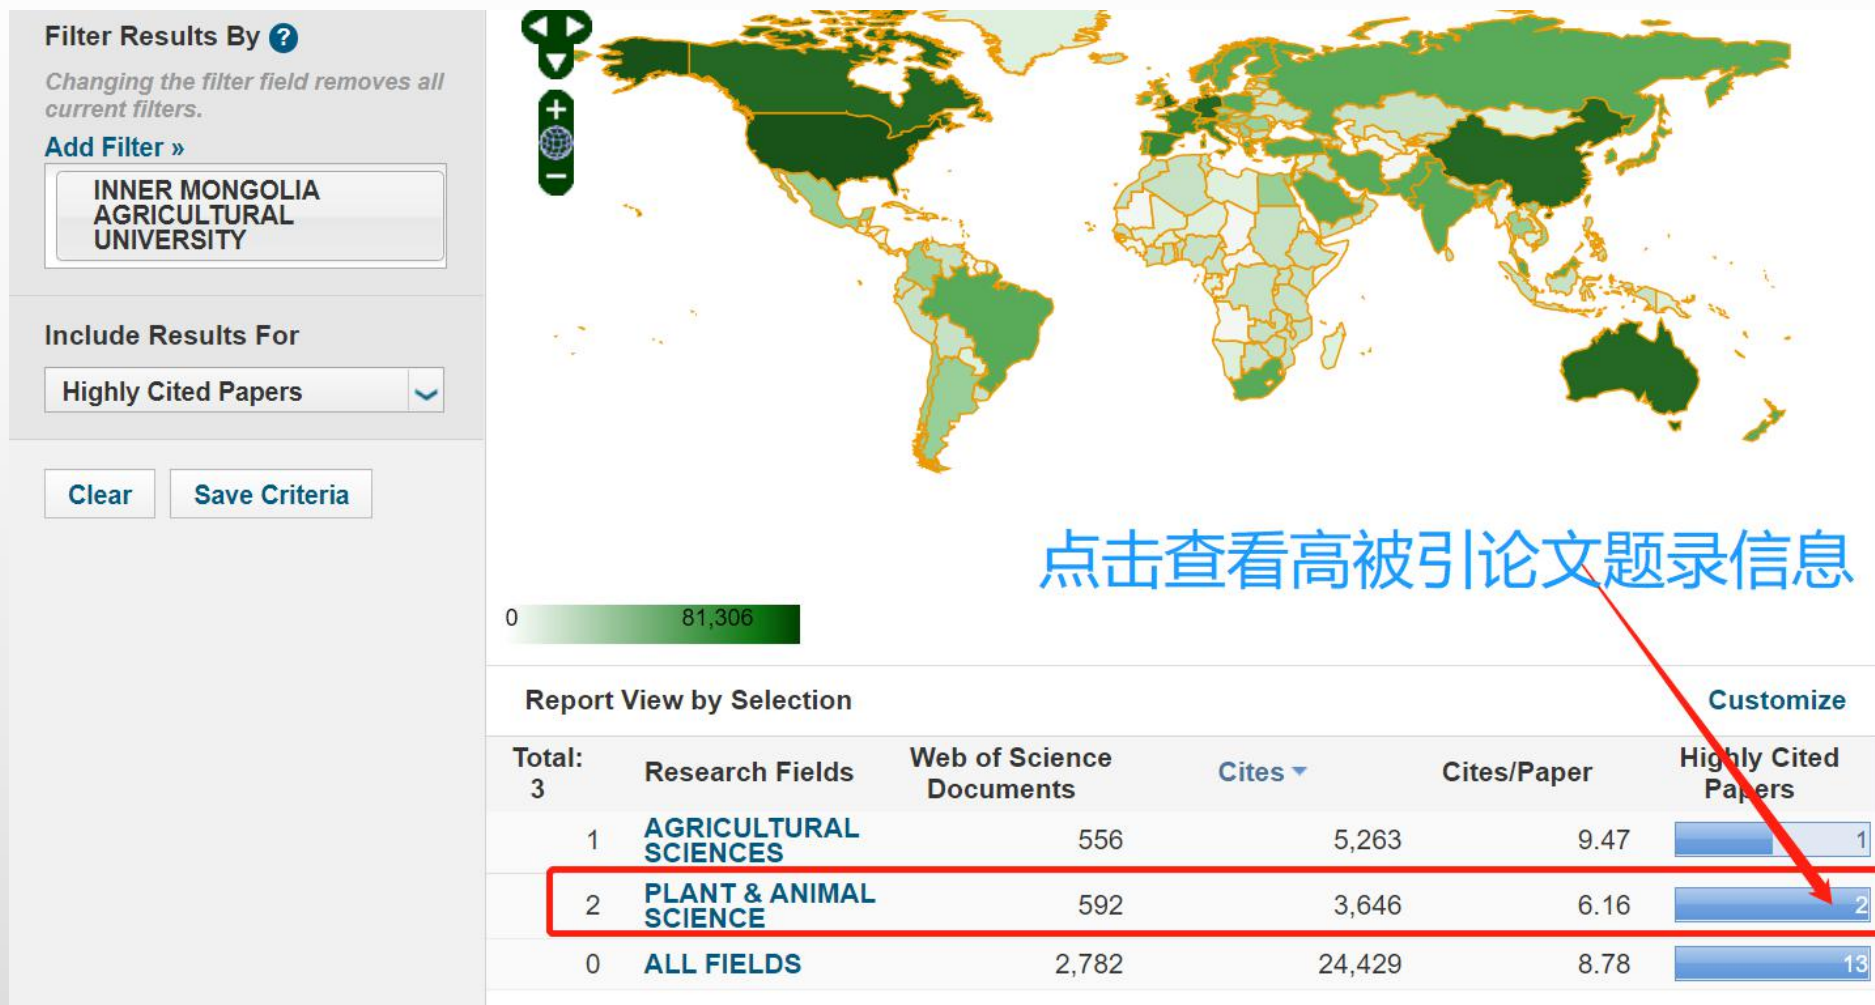 Filter Results By ?
Changing the filter field removes all
current filters.
Add Filter »
INNER MONGOLIA
AGRICULTURAL
UNIVERSITY
Include Results For
Highly Cited Papers
Clear Save Criteria
点击查看高被引论文题录信息
0 81,306
Report View by Selection Customize
Total: 3 Research Fields Web of Science Documents Cites Cites/Paper Highly Cited Papers
1 AGRICULTURAL SCIENCES 556 5,263 9.47 1
2 PLANT & ANIMAL SCIENCE 592 3,646 6.16 2
0 ALL FIELDS 2,782 24,429 8.78 13